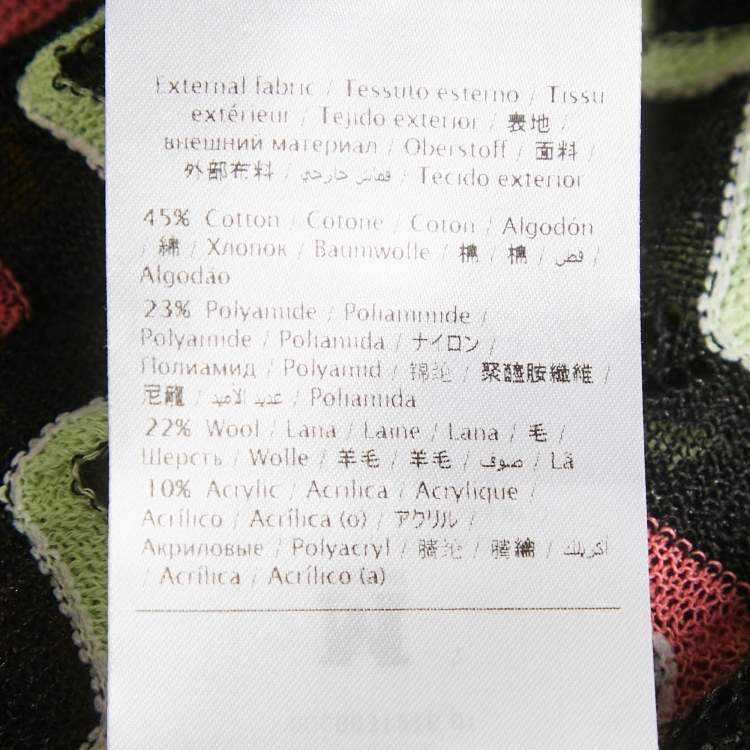 External fabric / Tessuto esterno / Tissu
extérieur / Tejido exterior / 表地 /
внешний материал / Oberstoff / 面料 /
外部布料 / قماش خارجي / Tecido exterior
45% Cotton / Cotone / Coton / Algodón
/ 綿 / Хлопок / Baumwolle / 棉 / 棉 / قطن /
Algodão
23% Polyamide / Poliammide /
Polyamide / Poliamida / ナイロン /
Полиамид / Polyamid / 锦纶 / 聚醯胺纖維 /
尼龍 / عديد الأميد / Poliamida
22% Wool / Lana / Laine / Lana / 毛 /
Шерсть / Wolle / 羊毛 / 羊毛 / صوف / Lã
10% Acrylic / Acrilica / Acrylique /
Acrílico / Acrílica (o) / アクリル /
Акриловые / Polyacryl / 腈纶 / 腈綸 / أكريليك
/ Acrílica / Acrílico (a)